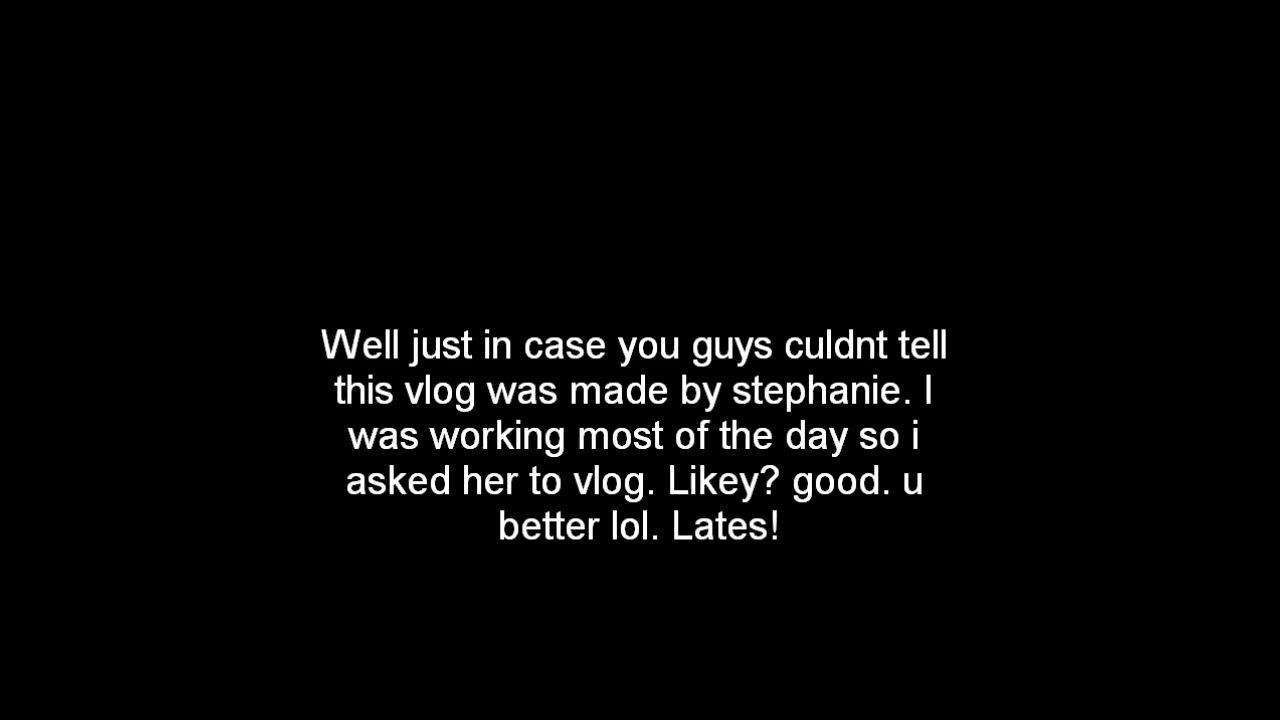 Well just in case you guys culdnt tell
this vlog was made by stephanie. I
was working most of the day so i
asked her to vlog. Likey? good. u
better lol. Lates!